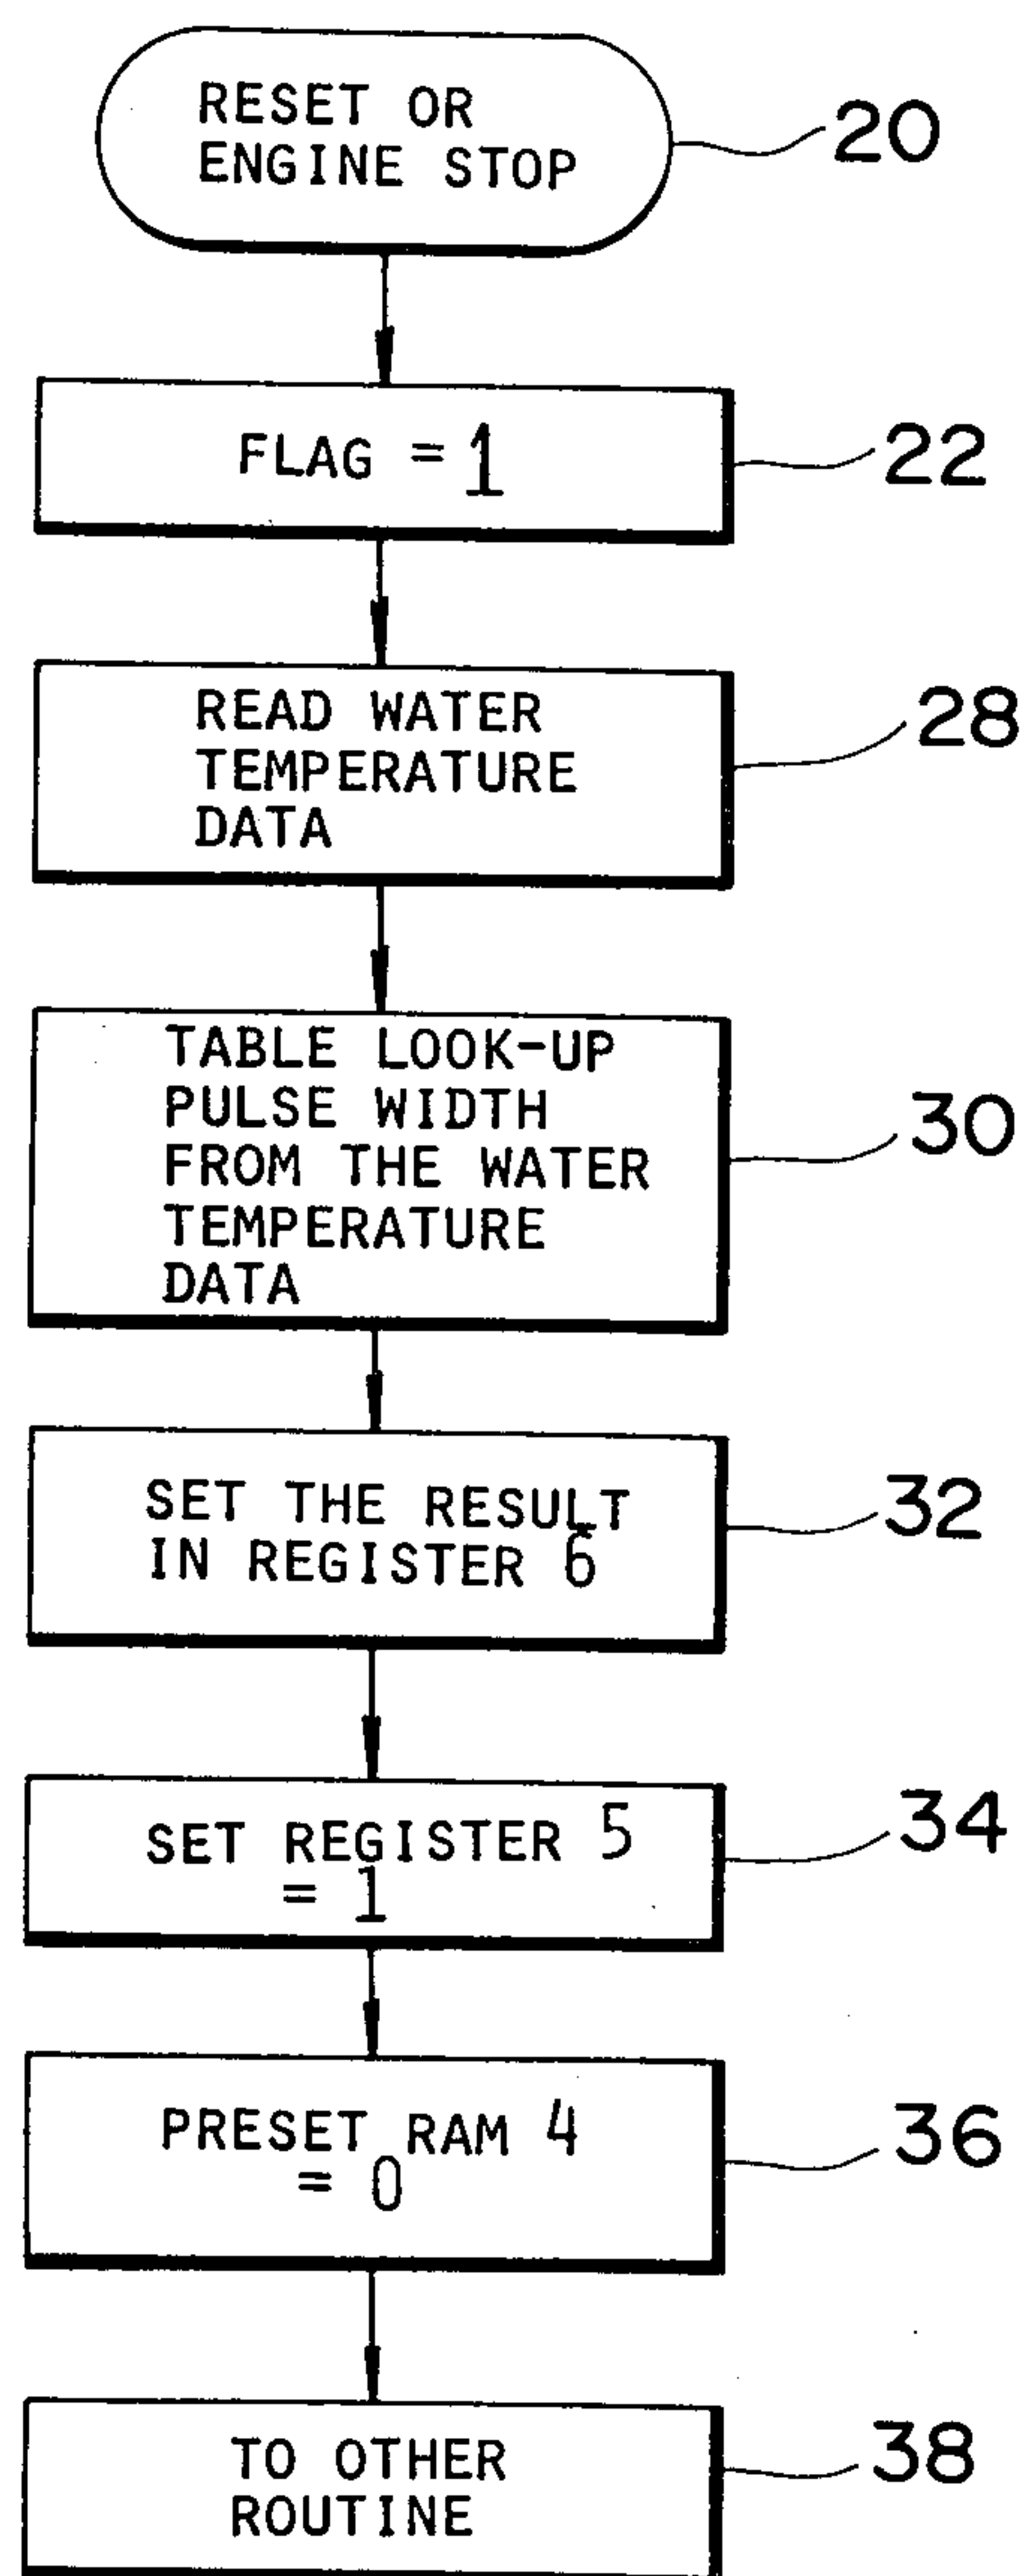 RESET OR
ENGINE STOP
20
FLAG = 1
22
READ WATER
TEMPERATURE
DATA
28
TABLE LOOK-UP
PULSE WIDTH
FROM THE WATER
TEMPERATURE
DATA
30
SET THE RESULT
IN REGISTER 6
32
SET REGISTER 5
= 1
34
PRESET RAM 4
= 0
36
TO OTHER
ROUTINE
38